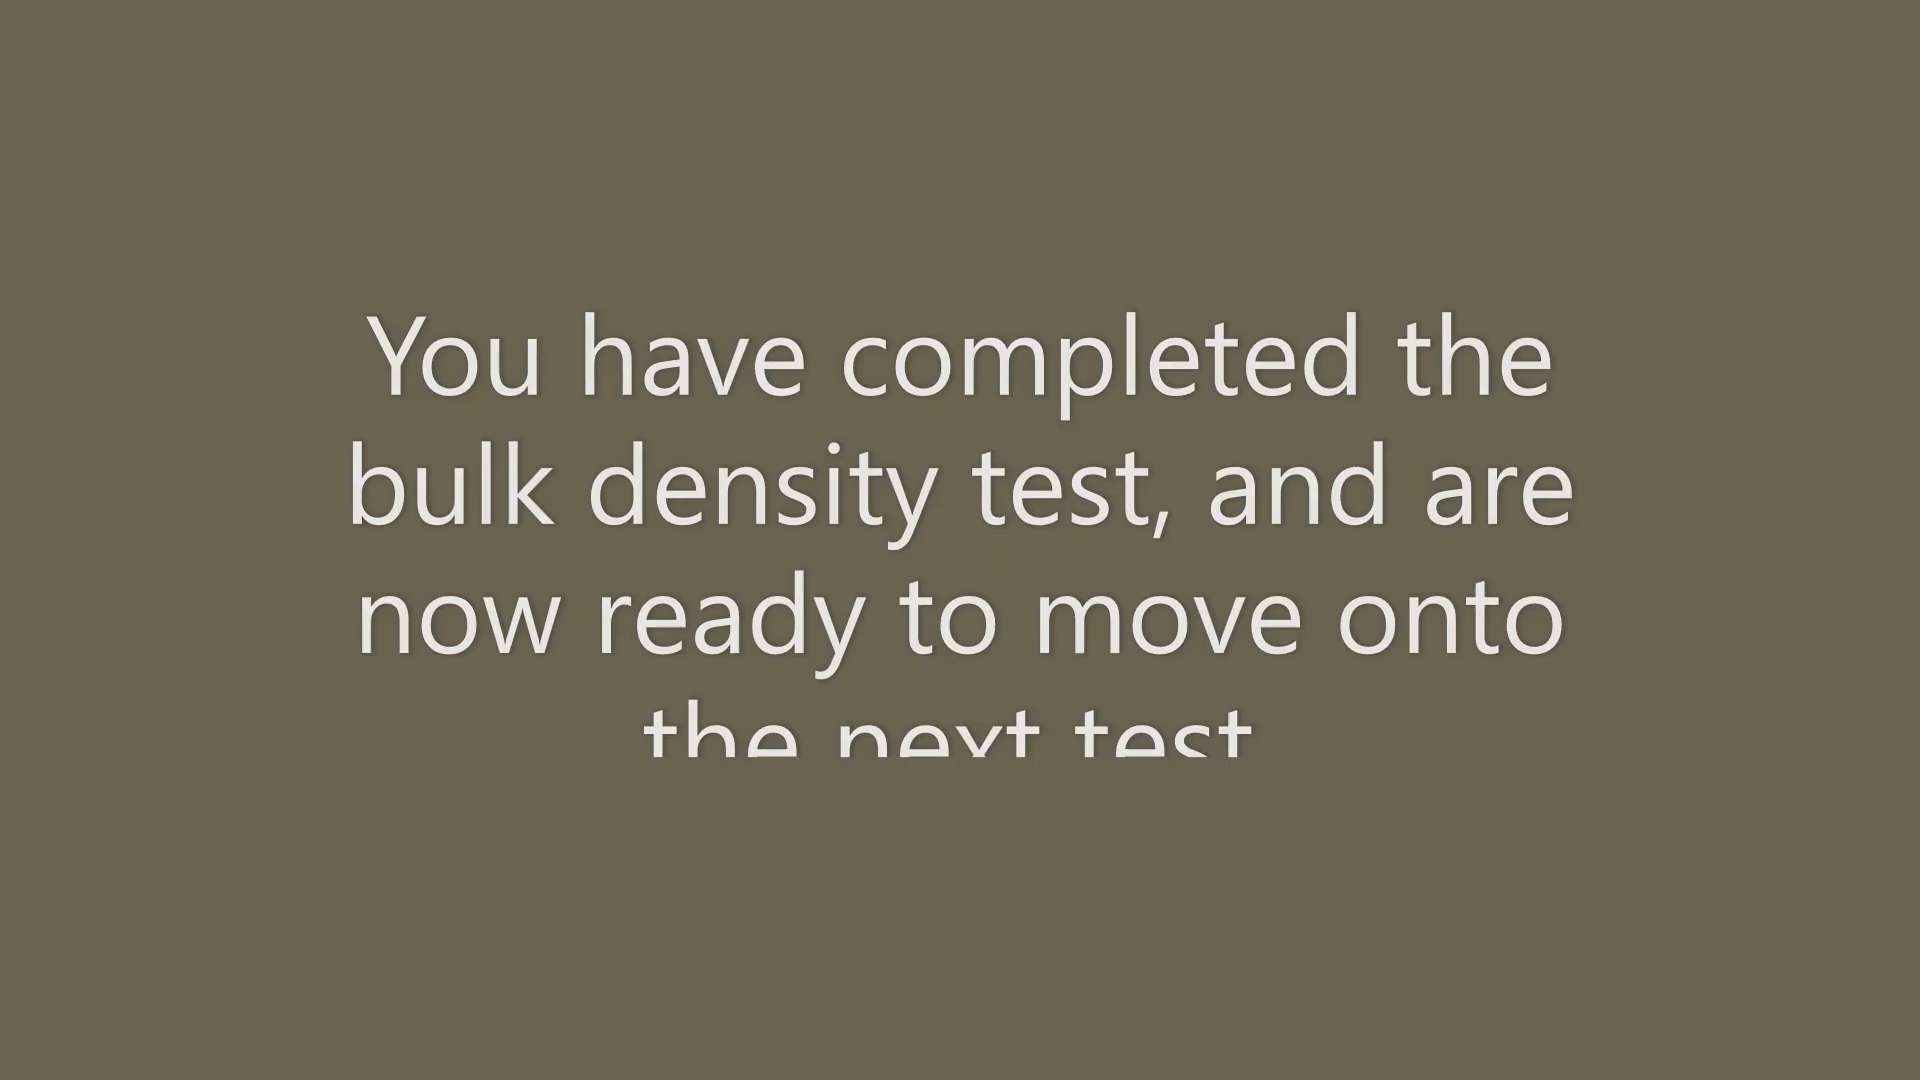 You have completed the
bulk density test, and are
now ready to move onto
the next test